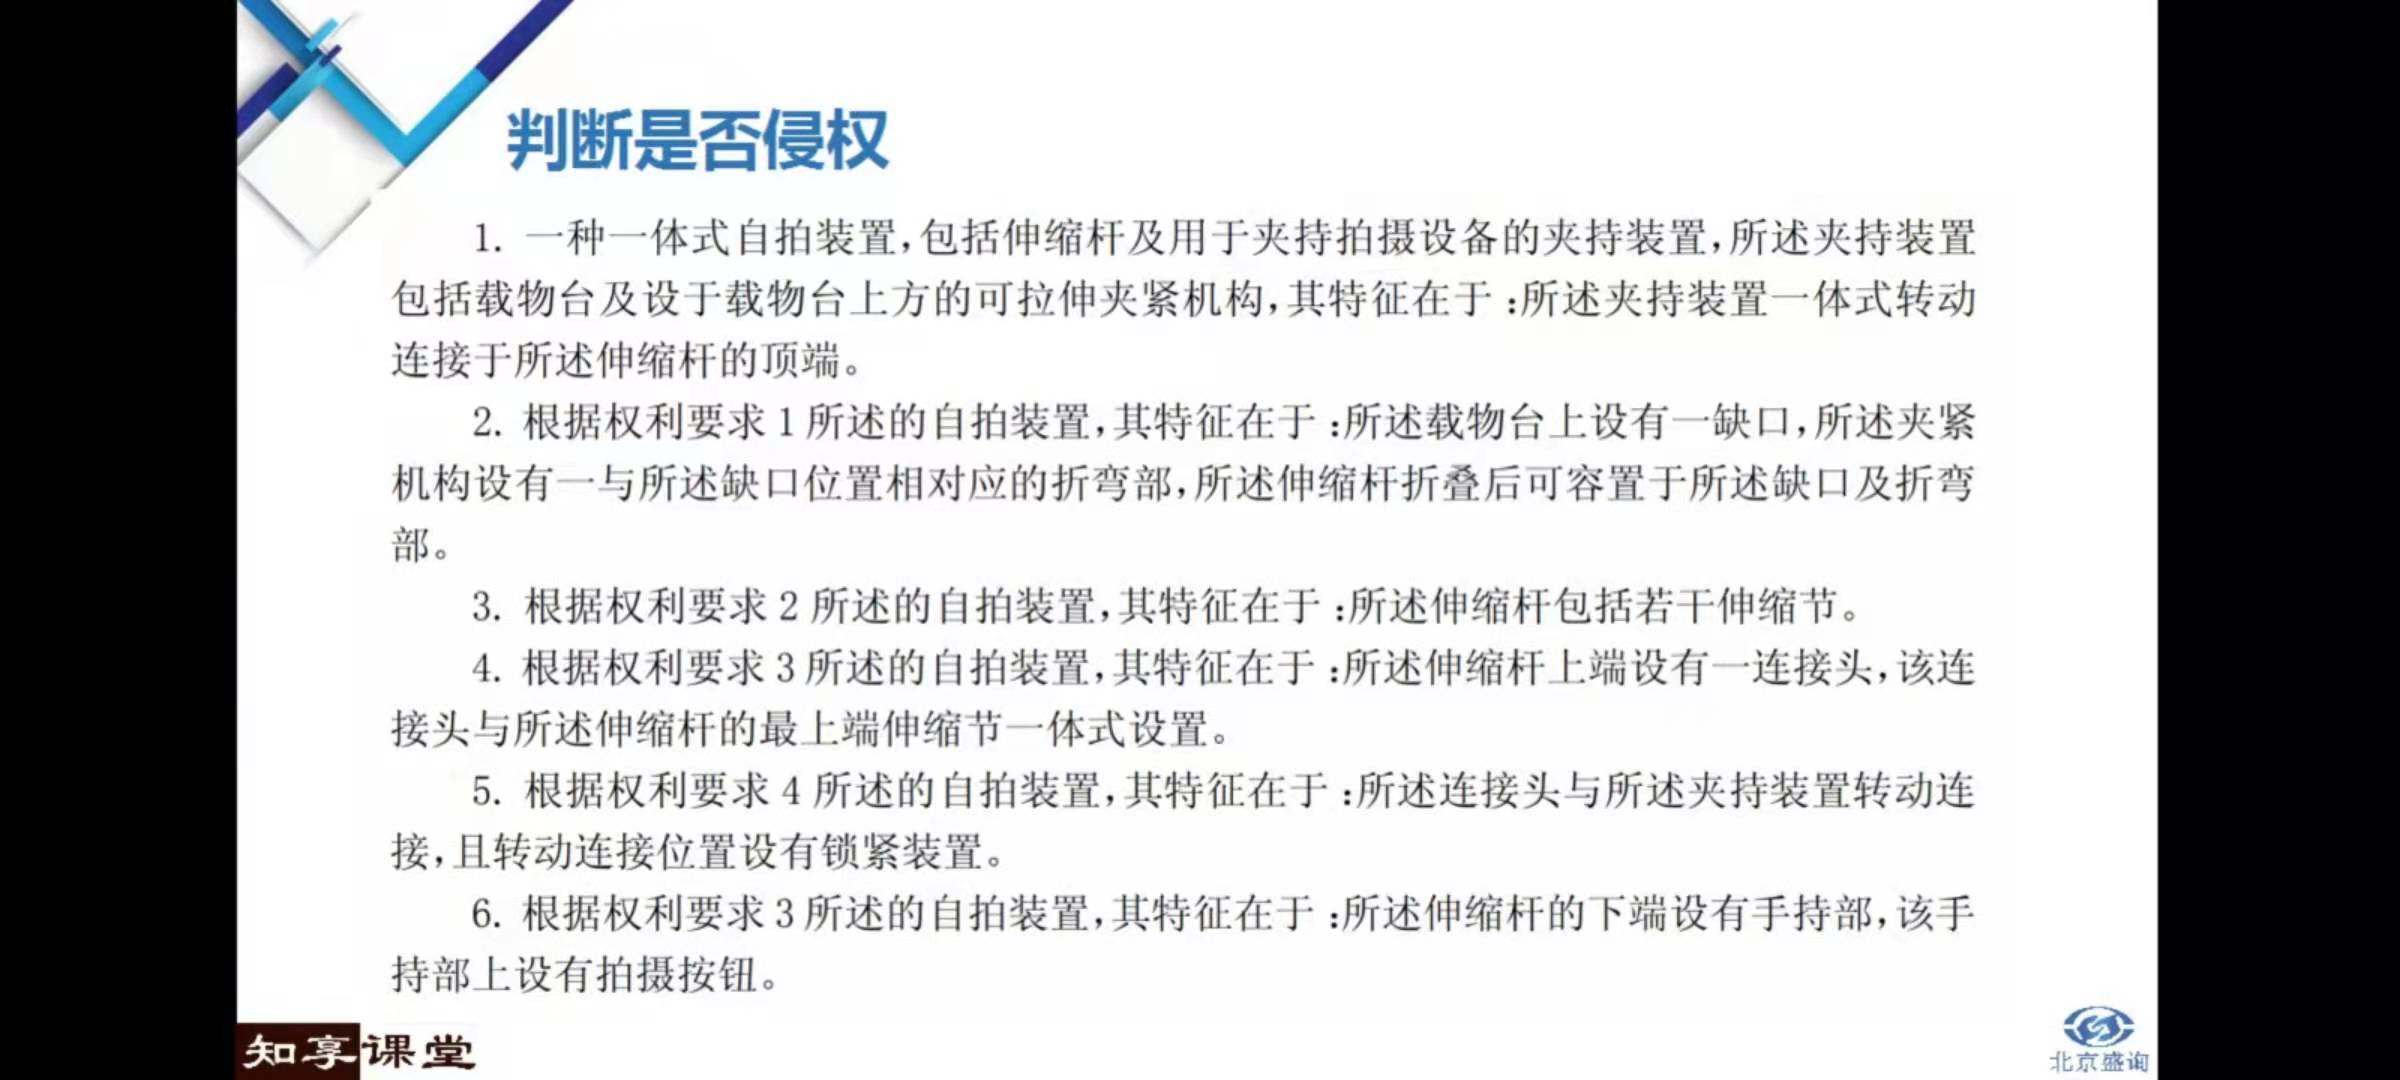 判断是否侵权
1. 一种一体式自拍装置,包括伸缩杆及用于夹持拍摄设备的夹持装置,所述夹持装置
包括载物台及设于载物台上方的可拉伸夹紧机构,其特征在于:所述夹持装置一体式转动
连接于所述伸缩杆的顶端。
2. 根据权利要求1所述的自拍装置,其特征在于:所述载物台上设有一缺口,所述夹紧
机构设有一与所述缺口位置相对应的折弯部,所述伸缩杆折叠后可容置于所述缺口及折弯
部。
3. 根据权利要求2所述的自拍装置,其特征在于:所述伸缩杆包括若干伸缩节。
4. 根据权利要求3所述的自拍装置,其特征在于:所述伸缩杆上端设有一连接头,该连
接头与所述伸缩杆的最上端伸缩节一体式设置。
5. 根据权利要求4所述的自拍装置,其特征在于:所述连接头与所述夹持装置转动连
接,且转动连接位置设有锁紧装置。
6. 根据权利要求3所述的自拍装置,其特征在于:所述伸缩杆的下端设有手持部,该手
持部上设有拍摄按钮。
知享课堂
北京盛询